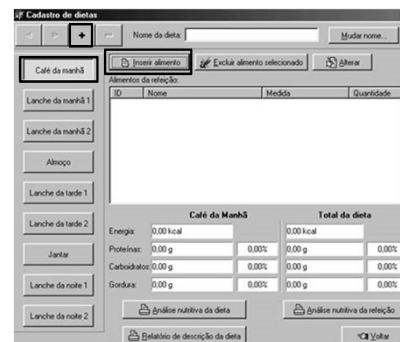 Cadastro de dietas
+
Nome da dieta:
Mudar nome...
Café da manhã
Inserir alimento
Excluir alimento selecionado
Alterar
Alimentos da refeição:
ID
Nome
Medida
Quantidade
Lanche da manhã 1
Lanche da manhã 2
Almoço
Lanche da tarde 1
Lanche da tarde 2
Jantar
Lanche da noite 1
Lanche da noite 2
Café da Manhã
Total da dieta
Energia: 0,00 kcal 0,00 kcal
Proteínas: 0,00 g 0,00% 0,00 g 0,00%
Carboidratos: 0,00 g 0,00% 0,00 g 0,00%
Gordura: 0,00 g 0,00% 0,00 g 0,00%
Análise nutritiva da dieta
Análise nutritiva da refeição
Relatório de descrição da dieta
Voltar